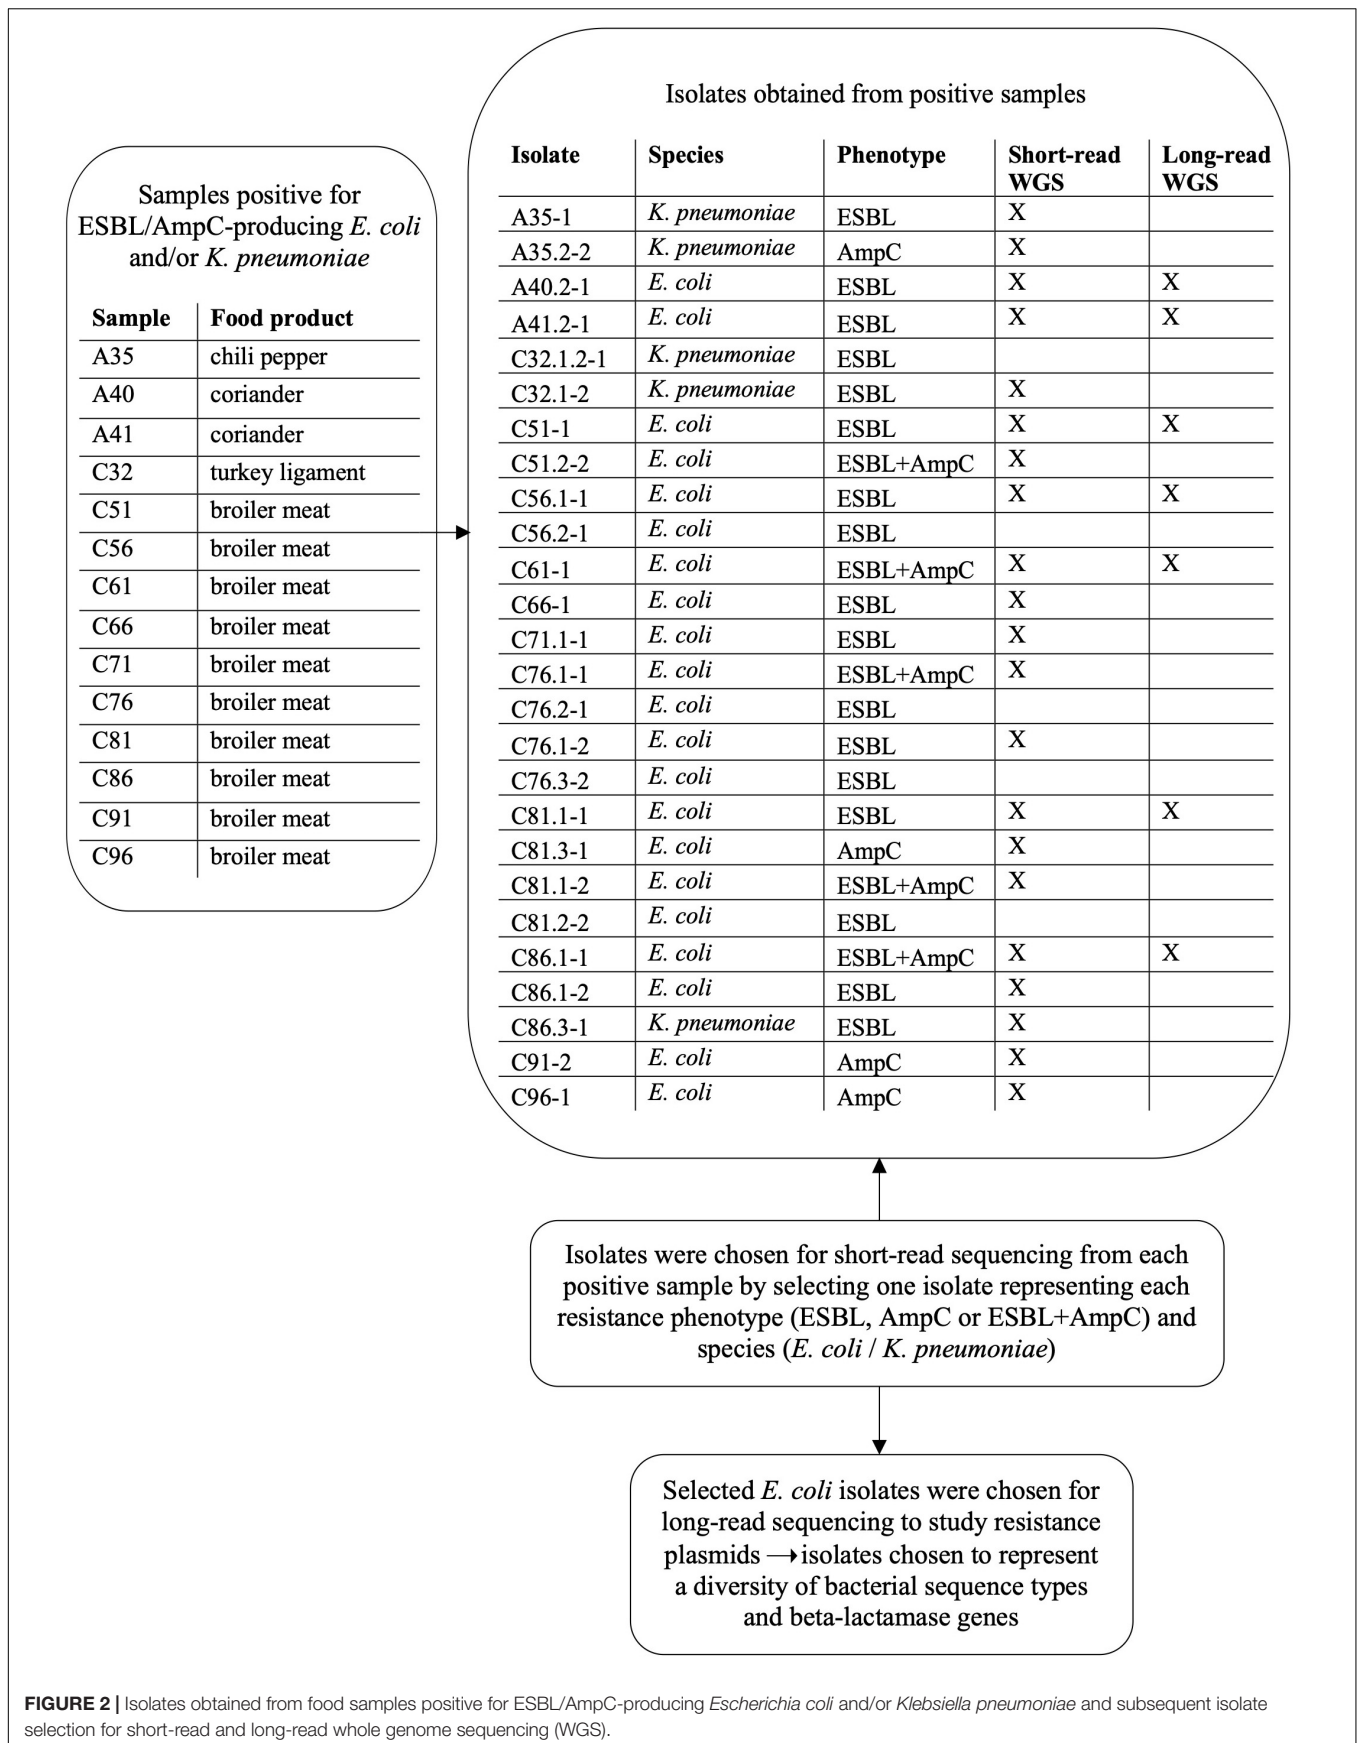 Samples positive for
ESBL/AmpC-producing E. coli
and/or K. pneumoniae
Sample Food product
A35 chili pepper
A40 coriander
A41 coriander
C32 turkey ligament
C51 broiler meat
C56 broiler meat
C61 broiler meat
C66 broiler meat
C71 broiler meat
C76 broiler meat
C81 broiler meat
C86 broiler meat
C91 broiler meat
C96 broiler meat
Isolates obtained from positive samples
Isolate Species Phenotype Short-read Long-read
WGS WGS
A35-1 K. pneumoniae ESBL X
A35.2-2 K. pneumoniae AmpC X
A40.2-1 E. coli ESBL X X
A41.2-1 E. coli ESBL X X
C32.1.2-1 K. pneumoniae ESBL
C32.1-2 K. pneumoniae ESBL X
C51-1 E. coli ESBL X X
C51.2-2 E. coli ESBL+AmpC X
C56.1-1 E. coli ESBL X X
C56.2-1 E. coli ESBL
C61-1 E. coli ESBL+AmpC X X
C66-1 E. coli ESBL X
C71.1-1 E. coli ESBL X
C76.1-1 E. coli ESBL+AmpC X
C76.2-1 E. coli ESBL
C76.1-2 E. coli ESBL X
C76.3-2 E. coli ESBL
C81.1-1 E. coli ESBL X X
C81.3-1 E. coli AmpC X
C81.1-2 E. coli ESBL+AmpC X
C81.2-2 E. coli ESBL
C86.1-1 E. coli ESBL+AmpC X X
C86.1-2 E. coli ESBL X
C86.3-1 K. pneumoniae ESBL X
C91-2 E. coli AmpC X
C96-1 E. coli AmpC X
Isolates were chosen for short-read sequencing from each
positive sample by selecting one isolate representing each
resistance phenotype (ESBL, AmpC or ESBL+AmpC) and
species (E. coli / K. pneumoniae)
Selected E. coli isolates were chosen for
long-read sequencing to study resistance
plasmids → isolates chosen to represent
a diversity of bacterial sequence types
and beta-lactamase genes
FIGURE 2 | Isolates obtained from food samples positive for ESBL/AmpC-producing Escherichia coli and/or Klebsiella pneumoniae and subsequent isolate
selection for short-read and long-read whole genome sequencing (WGS).